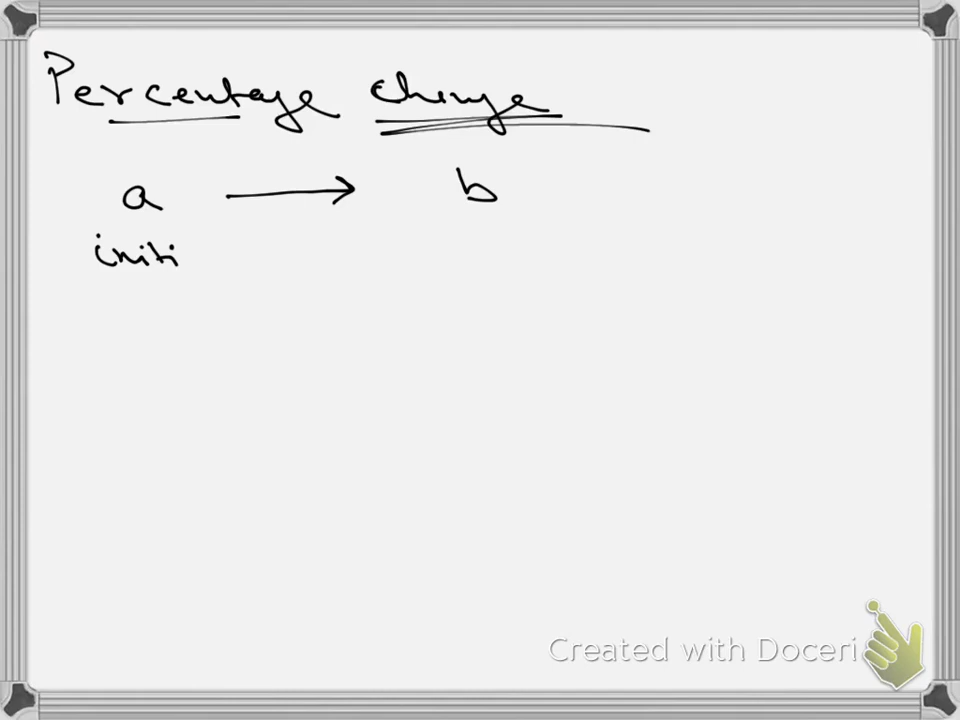 Percentage change
a → b
initi
Created with Doceri